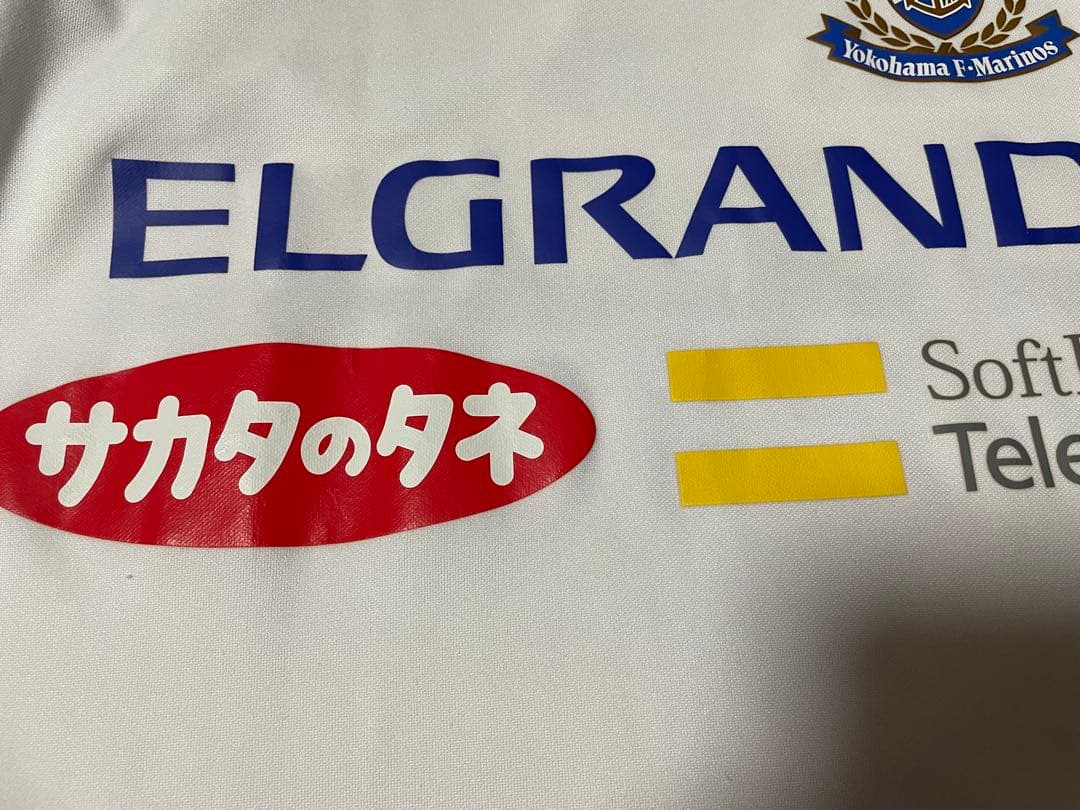 Yokohama F·Marinos
ELGRAND
サカタのタネ
Soft
Tele